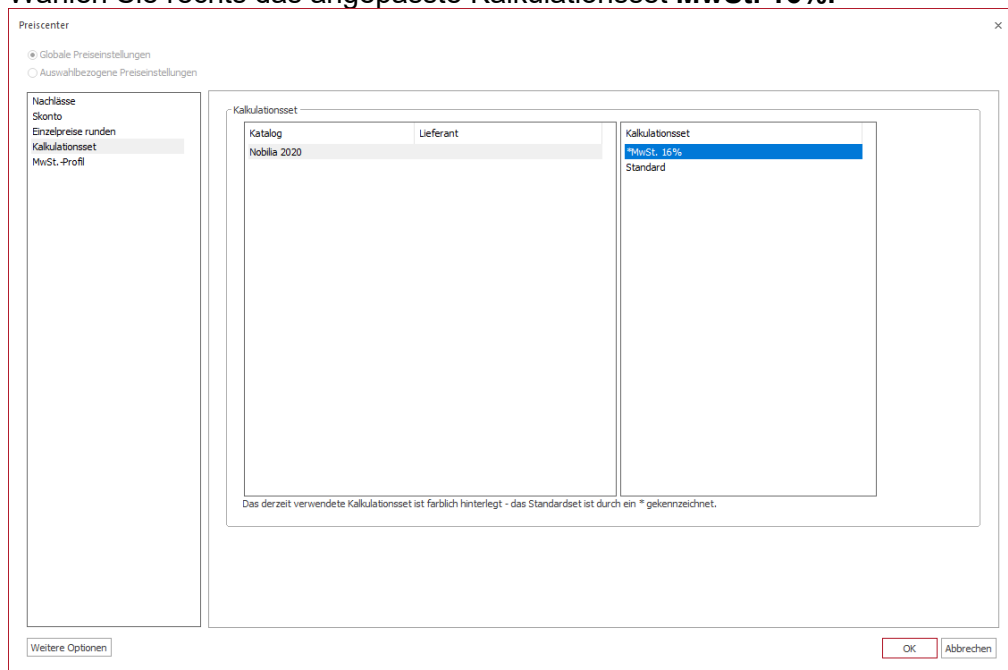 Wählen Sie rechts das angepasste Kalkulationsset MwSt. 16%.
Preiscenter
Globale Preiseinstellungen
Auswahlbezogene Preiseinstellungen
Nachlässe
Skonto
Einzelpreise runden
Kalkulationsset
MwSt.-Profil
Kalkulationsset
Katalog Lieferant
Nobilia 2020
Kalkulationsset
*MwSt. 16%
Standard
Das derzeit verwendete Kalkulationsset ist farblich hinterlegt - das Standardset ist durch ein * gekennzeichnet.
Weitere Optionen
OK Abbrechen